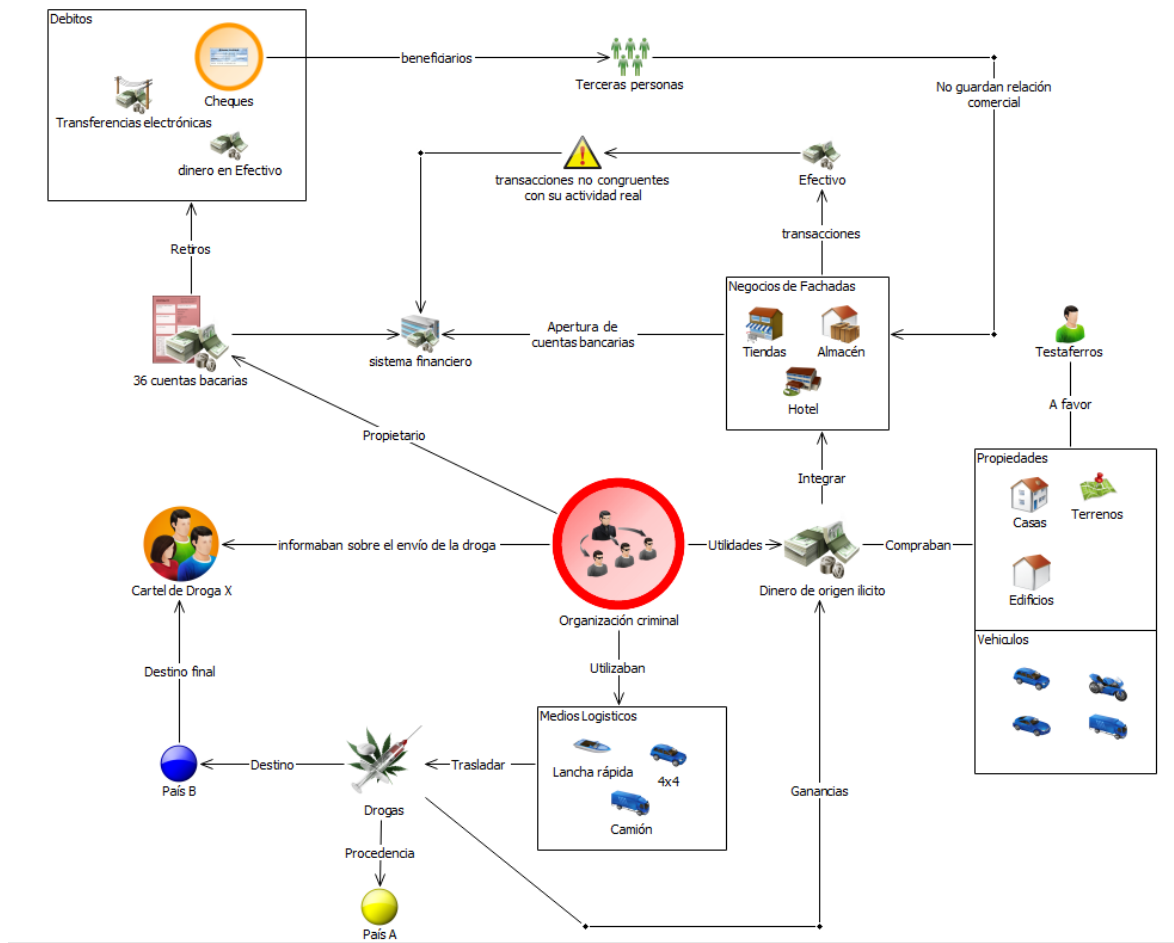 Debitos
Cheques
Transferencias electrónicas
dinero en Efectivo
beneficiarios
Terceras personas
No guardan relación
comercial
transacciones no congruentes
con su actividad real
Efectivo
transacciones
Retiros
Negocios de Fachadas
Tiendas
Almacén
Hotel
Apertura de
cuentas bancarias
sistema financiero
36 cuentas bacarias
Testaferros
A favor
Propietario
Integrar
Propiedades
Casas
Terrenos
Edificios
Vehiculos
informaban sobre el envío de la droga
Cartel de Droga X
Organización criminal
Utilidades
Dinero de origen ilicito
Compraban
Utilizaban
Destino final
Medios Logisticos
Lancha rápida
4x4
Camión
Trasladar
Drogas
Destino
País B
Ganancias
Procedencia
País A